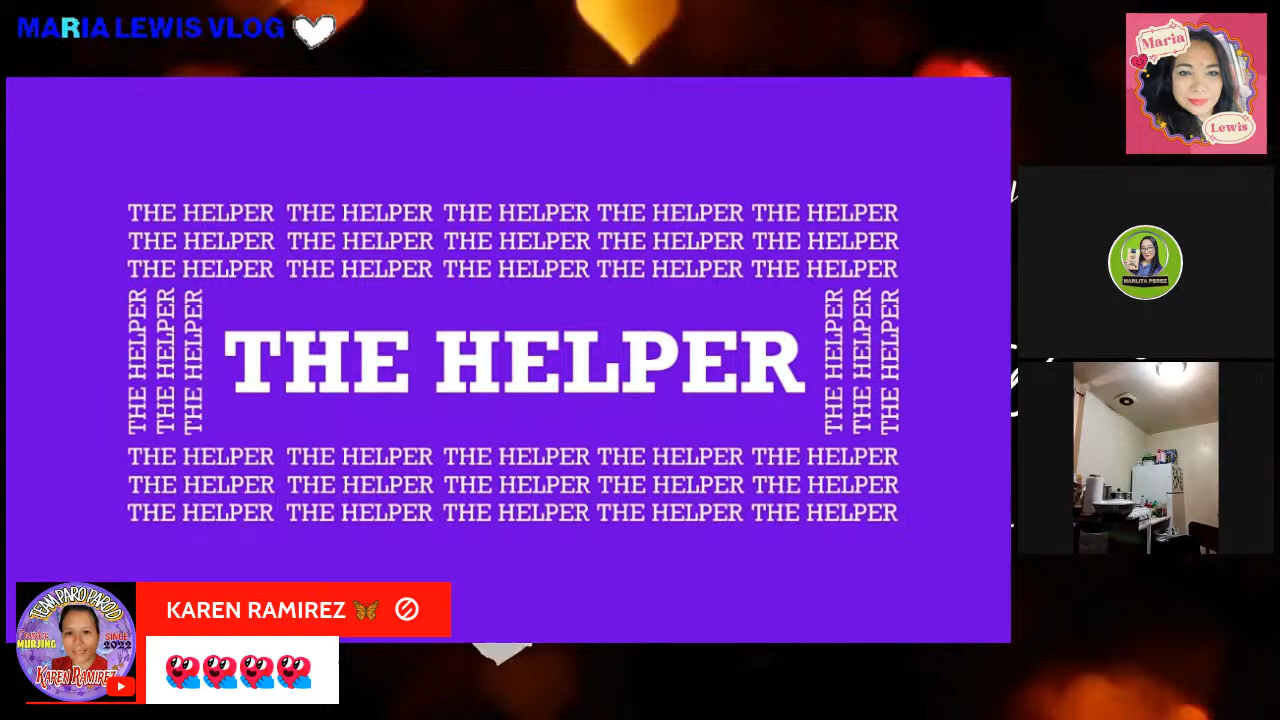 MARIA LEWIS VLOG
Maria
Lewis
THE HELPER THE HELPER THE HELPER THE HELPER THE HELPER
THE HELPER THE HELPER THE HELPER THE HELPER THE HELPER
THE HELPER THE HELPER THE HELPER THE HELPER THE HELPER
THE HELPER
THE HELPER
THE HELPER
THE HELPER
THE HELPER
THE HELPER
THE HELPER
THE HELPER THE HELPER THE HELPER THE HELPER THE HELPER
THE HELPER THE HELPER THE HELPER THE HELPER THE HELPER
THE HELPER THE HELPER THE HELPER THE HELPER THE HELPER
MARLITA PEREZ
TEAM PARO PARO
MURJING
SINCE
2022
KAREN RAMIREZ
KAREN RAMIREZ